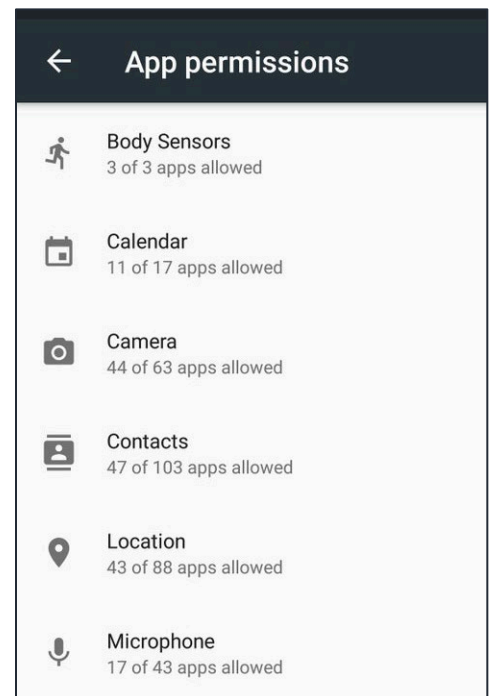 App permissions
Body Sensors
3 of 3 apps allowed
Calendar
11 of 17 apps allowed
Camera
44 of 63 apps allowed
Contacts
47 of 103 apps allowed
Location
43 of 88 apps allowed
Microphone
17 of 43 apps allowed